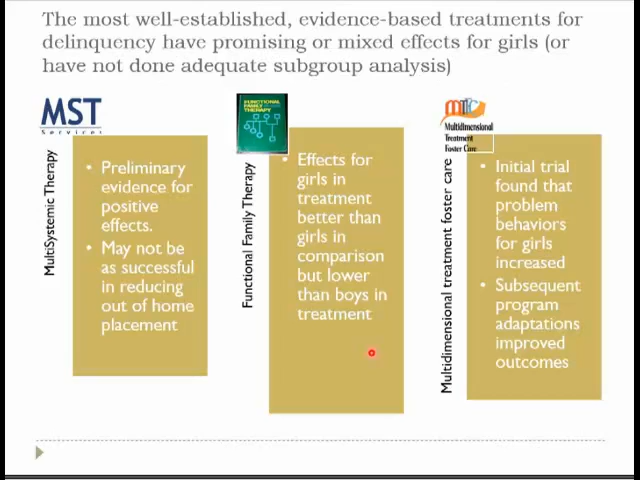 The most well-established, evidence-based treatments for
delinquency have promising or mixed effects for girls (or
have not done adequate subgroup analysis)
MST
Services
MultiSystemic Therapy
• Preliminary
evidence for
positive
effects.
• May not be
as successful
in reducing
out of home
placement
FUNCTIONAL
FAMILY
THERAPY
Functional Family Therapy
• Effects for
girls in
treatment
better than
girls in
comparison
but lower
than boys in
treatment
Multidimensional
Treatment
Foster Care
Multidimensional treatment foster care
• Initial trial
found that
problem
behaviors
for girls
increased
• Subsequent
program
adaptations
improved
outcomes